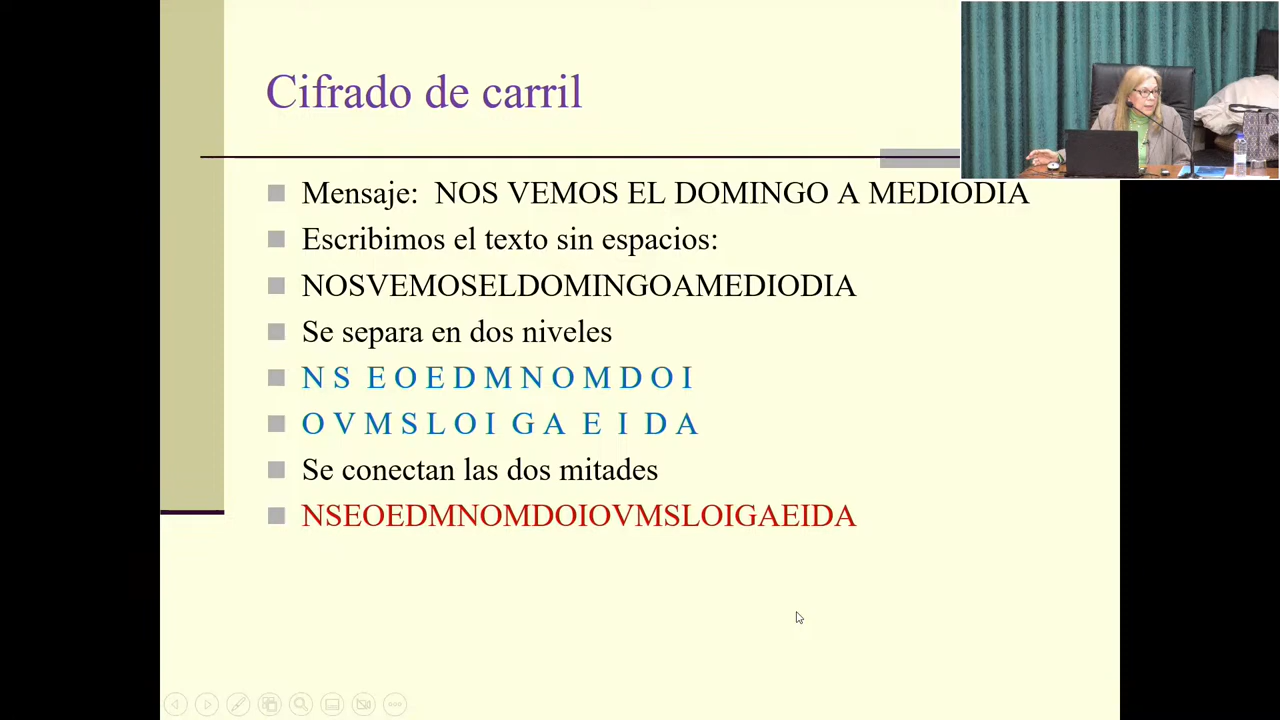 Cifrado de carril
Mensaje: NOS VEMOS EL DOMINGO A MEDIODIA
Escribimos el texto sin espacios:
NOSVEMOSELDOMINGOAMEDIODIA
Se separa en dos niveles
N S E O E D M N O M D O I
O V M S L O I G A E I D A
Se conectan las dos mitades
NSEOEDMNOMDOIOVMSLOIGAEIDA